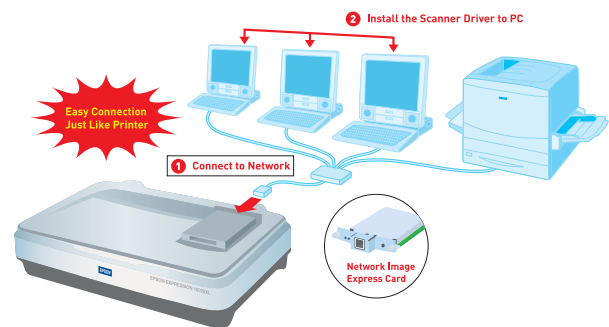 2 Install the Scanner Driver to PC
Easy Connection
Just Like Printer
1 Connect to Network
EPSON
EPSON EXPRESSION 10000XL
Network Image
Express Card